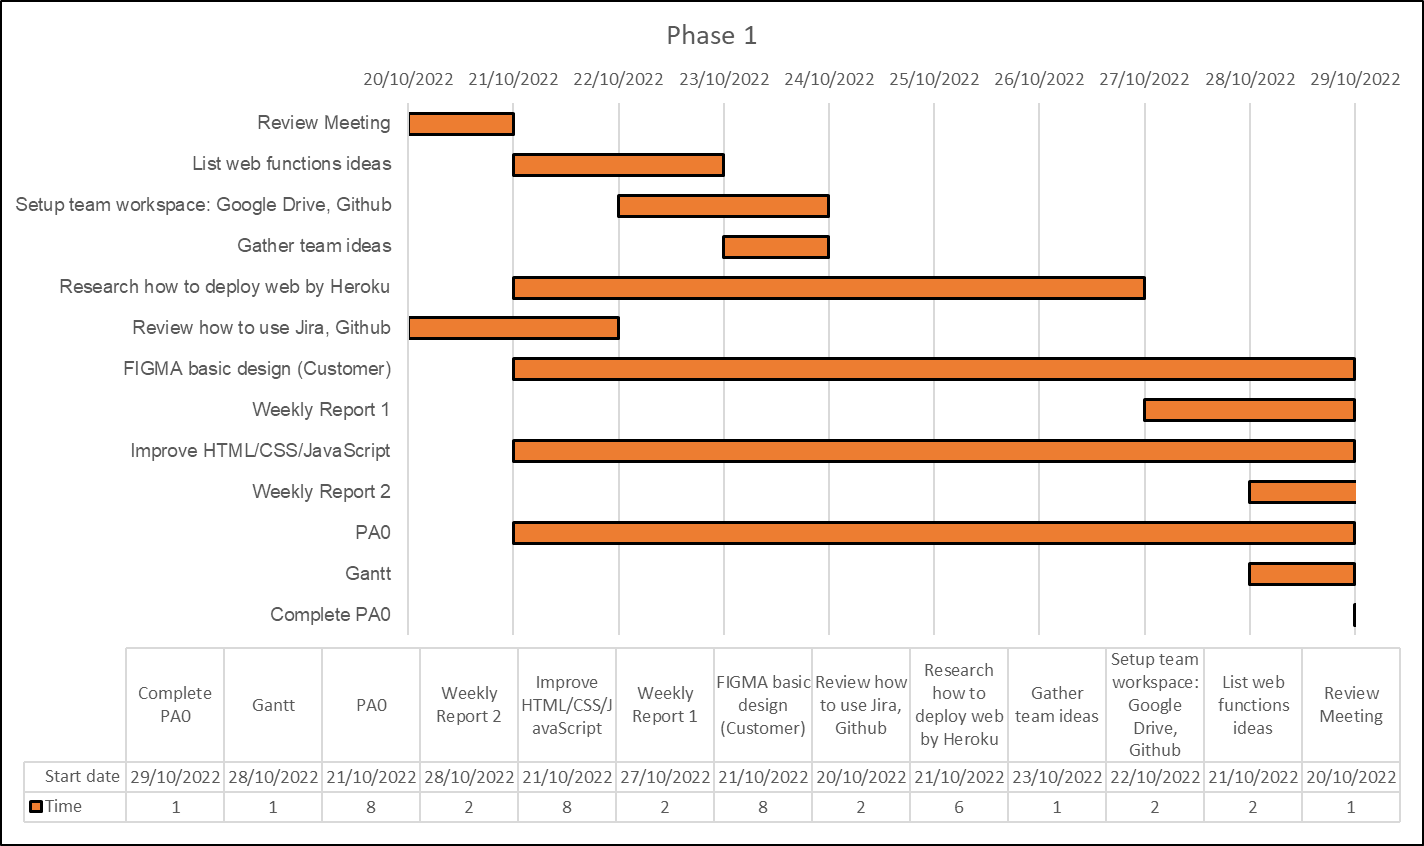 Phase 1
20/10/2022 21/10/2022 22/10/2022 23/10/2022 24/10/2022 25/10/2022 26/10/2022 27/10/2022 28/10/2022 29/10/2022
Review Meeting
List web functions ideas
Setup team workspace: Google Drive, Github
Gather team ideas
Research how to deploy web by Heroku
Review how to use Jira, Github
FIGMA basic design (Customer)
Weekly Report 1
Improve HTML/CSS/JavaScript
Weekly Report 2
PA0
Gantt
Complete PA0
Complete
PA0
Gantt
PA0
Weekly
Report 2
Improve
HTML/CSS/J
avaScript
Weekly
Report 1
FIGMA basic
design
(Customer)
Review how
to use Jira,
Github
Research
how to
deploy web
by Heroku
Gather
team ideas
Setup team
workspace:
Google
Drive,
Github
List web
functions
ideas
Review
Meeting
Start date 29/10/2022 28/10/2022 21/10/2022 28/10/2022 21/10/2022 27/10/2022 21/10/2022 20/10/2022 21/10/2022 23/10/2022 22/10/2022 21/10/2022 20/10/2022
Time 1 1 8 2 8 2 8 2 6 1 2 2 1